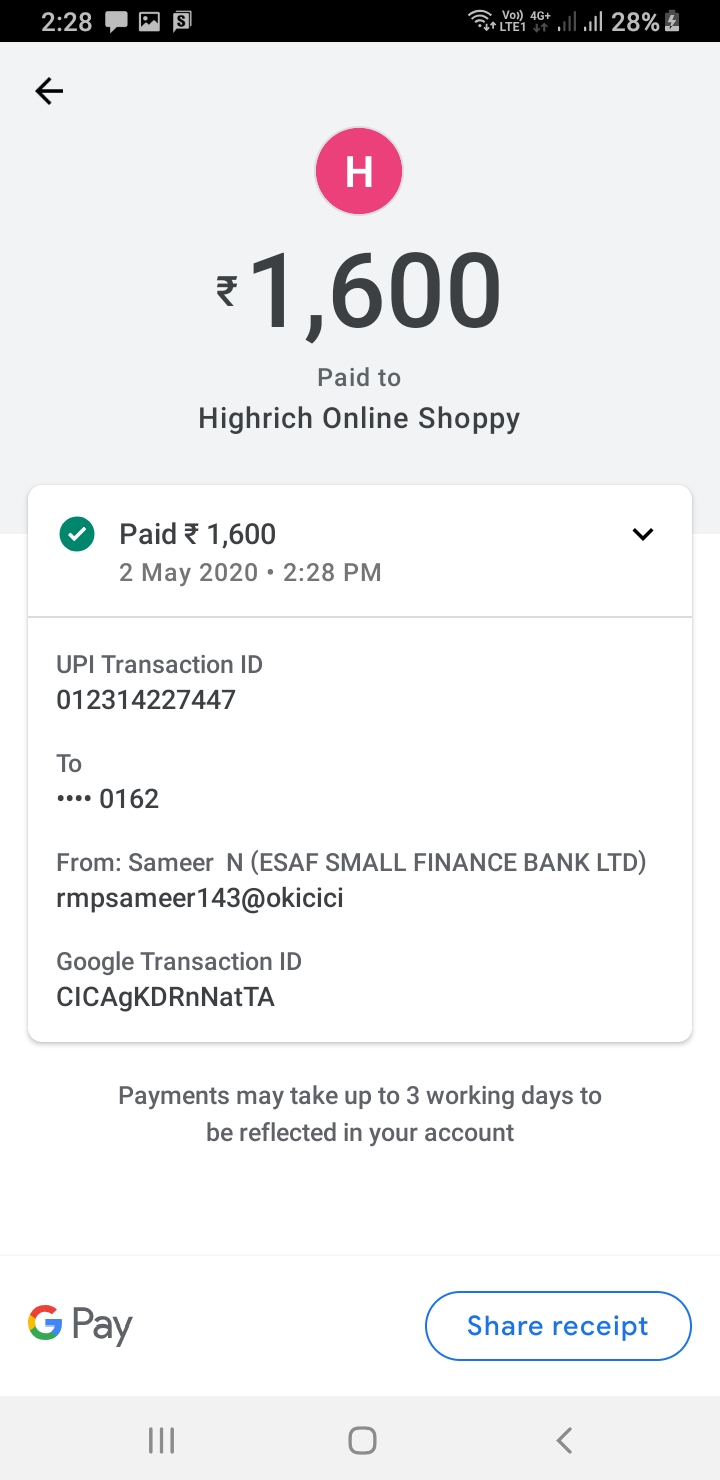 2:28 Vo)) LTE1 4G+ 28%
H
₹1,600
Paid to
Highrich Online Shoppy
Paid ₹ 1,600
2 May 2020 • 2:28 PM
UPI Transaction ID
012314227447
To
•••• 0162
From: Sameer  N (ESAF SMALL FINANCE BANK LTD)
rmpsameer143@okicici
Google Transaction ID
CICAgKDRnNatTA
Payments may take up to 3 working days to
be reflected in your account
G Pay
Share receipt